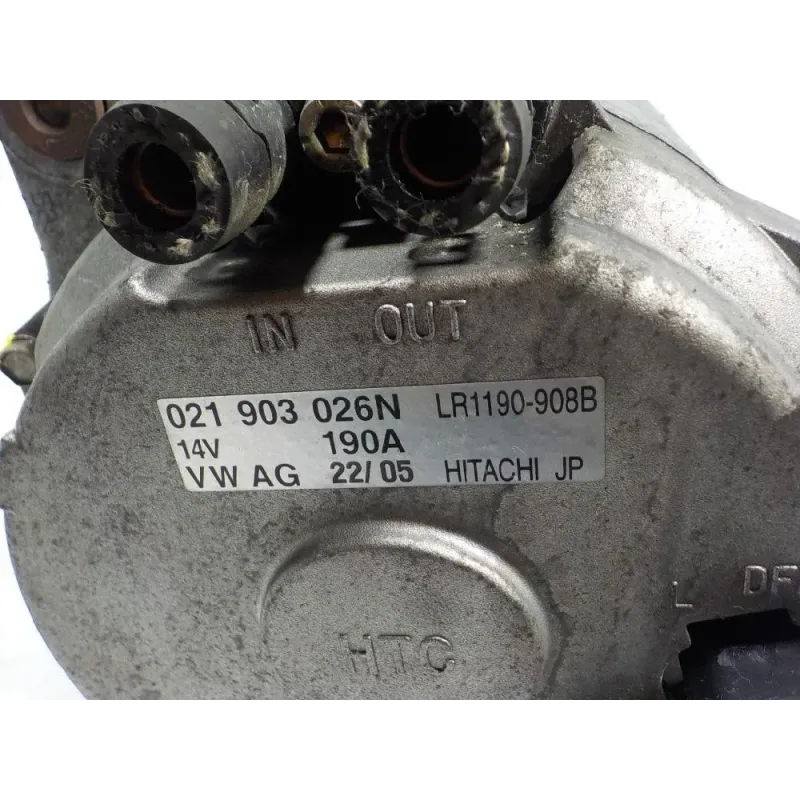 IN OUT
021 903 026N LR1190-908B
14V 190A
VW AG 22/05 HITACHI JP
L DF
HTC